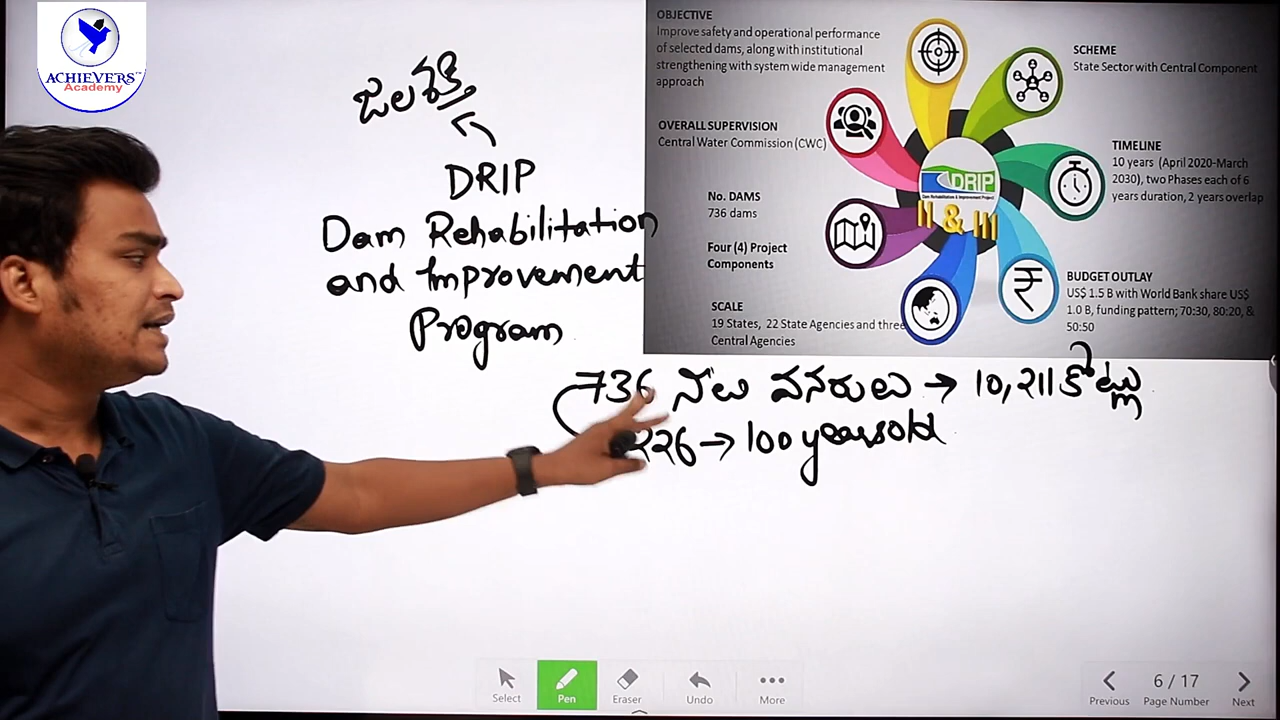 ACHIEVERS
Academy
జలశక్తి
DRIP
Dam Rehabilitation
and Improvement
Program
OBJECTIVE
Improve safety and operational performance
of selected dams, along with institutional
strengthening with system wide management
approach
OVERALL SUPERVISION
Central Water Commission (CWC)
No. DAMS
736 dams
Four (4) Project
Components
SCALE
19 States, 22 State Agencies and three
Central Agencies
SCHEME
State Sector with Central Component
TIMELINE
10 years (April 2020-March
2030), two Phases each of 6
years duration, 2 years overlap
BUDGET OUTLAY
US$ 1.5 B with World Bank share US$
1.0 B, funding pattern; 70:30, 80:20, &
50:50
DRIP
Dam Rehabilitation & Improvement Project
II & III
736 నీటి వనరులు → 10,211 కోట్లు
226 → 100 years old
Select
Pen
Eraser
Undo
More
Previous
6 / 17
Page Number
Next